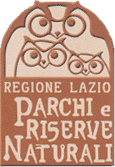 REGIONE LAZIO
PARCHI e
RISERVE
NATURALI